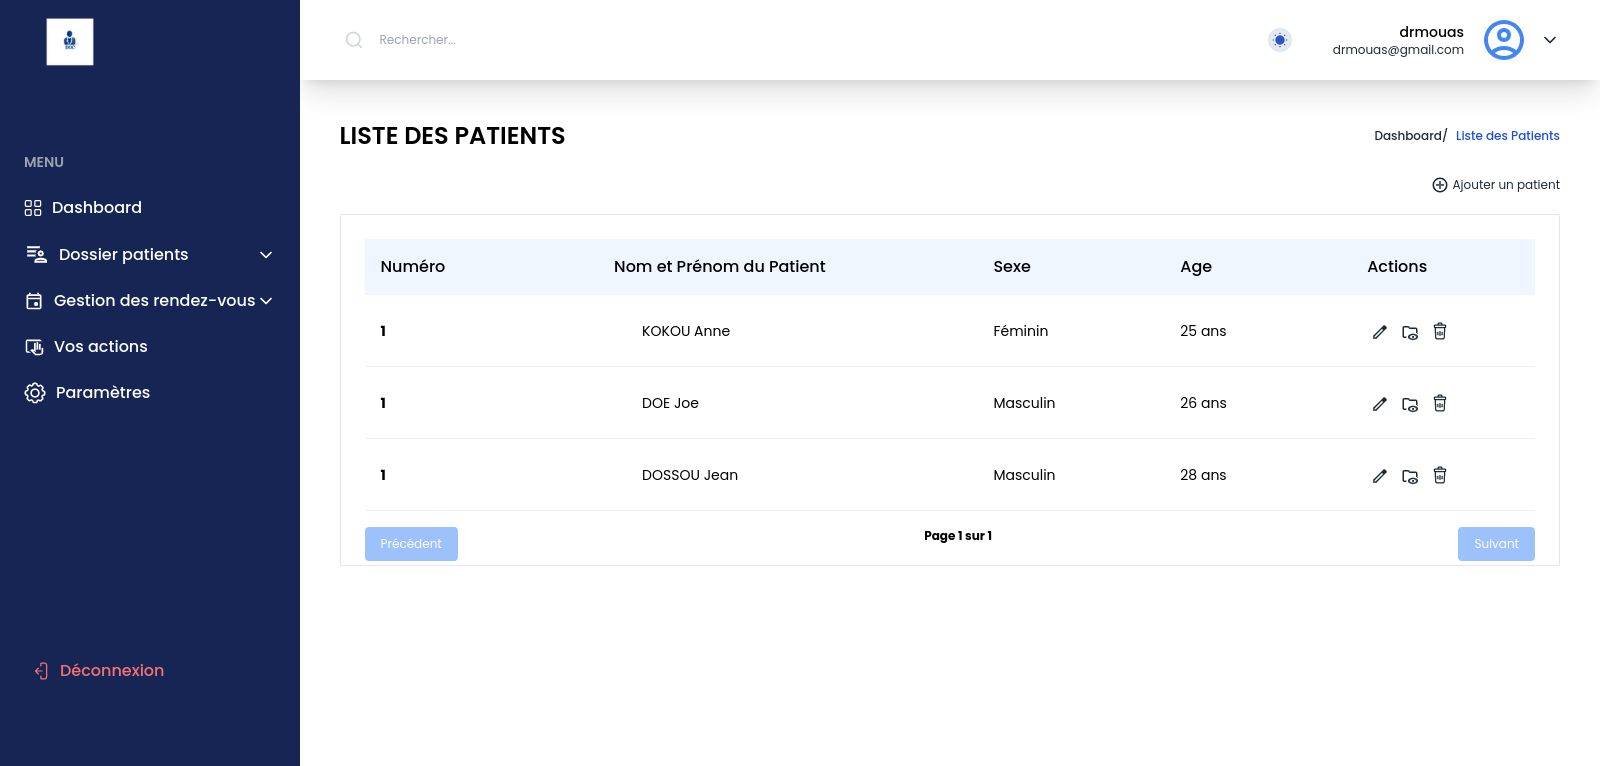 DOC
MENU
Dashboard
Dossier patients
Gestion des rendez-vous
Vos actions
Paramètres
Déconnexion
Rechercher...
drmouas
drmouas@gmail.com
LISTE DES PATIENTS
Dashboard/ Liste des Patients
Ajouter un patient
Numéro Nom et Prénom du Patient Sexe Age Actions
1 KOKOU Anne Féminin 25 ans
1 DOE Joe Masculin 26 ans
1 DOSSOU Jean Masculin 28 ans
Précédent Page 1 sur 1 Suivant